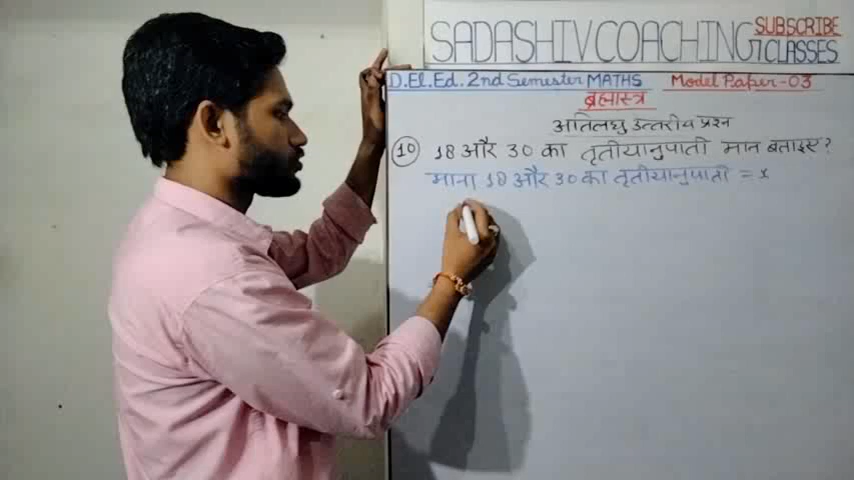 SADASHIV COACHING CLASSES
SUBSCRIBE
D.El.Ed. 2nd Semester MATHS Model Paper-03
ब्रह्मास्त्र
अतिलघु उत्तरीय प्रश्न
(10) 18 और 30 का तृतीयानुपाती मान बताइए?
माना 18 और 30 का तृतीयानुपाती = x